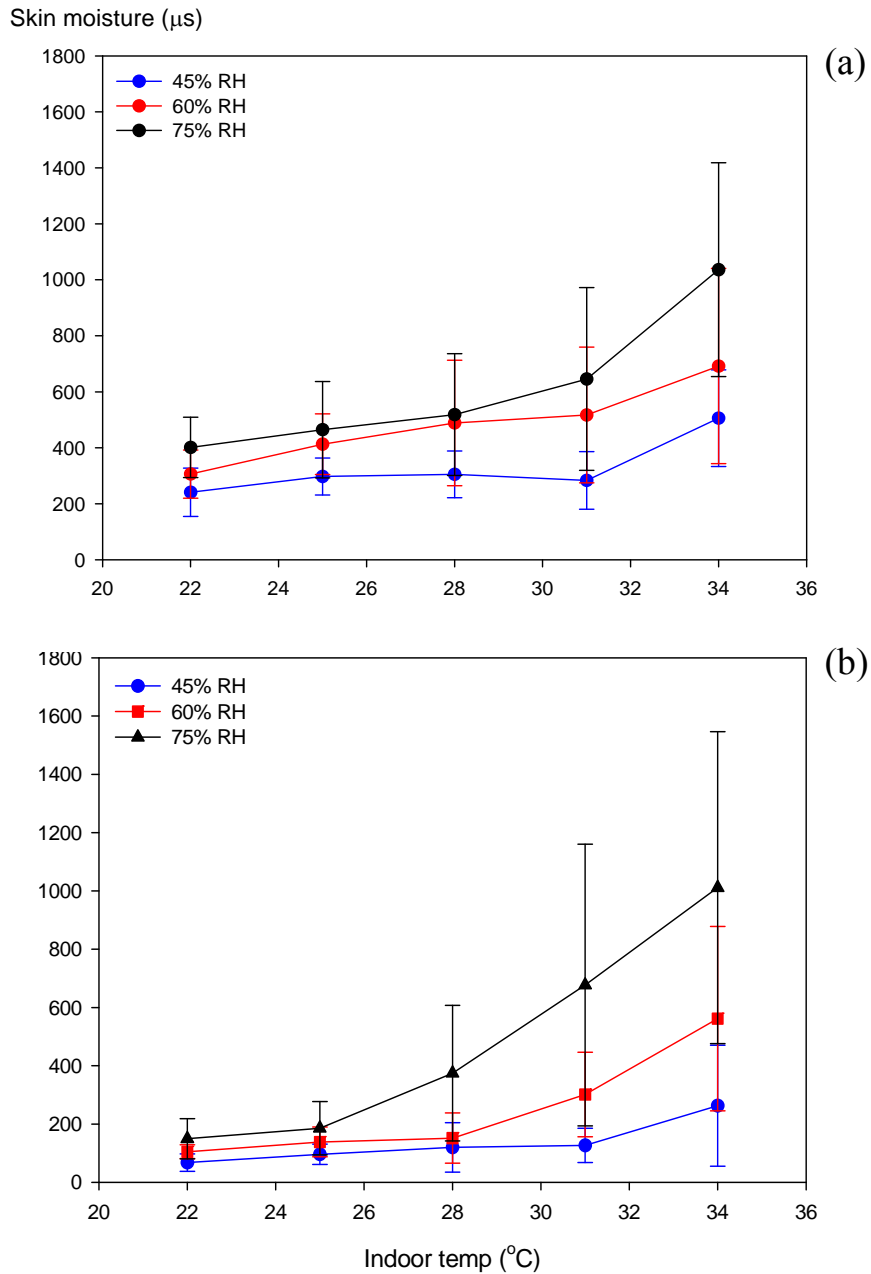 Skin moisture (μs)
(a)
1800
1600
1400
1200
1000
800
600
400
200
0
45% RH
60% RH
75% RH
20 22 24 26 28 30 32 34 36
(b)
1800
1600
1400
1200
1000
800
600
400
200
0
45% RH
60% RH
75% RH
20 22 24 26 28 30 32 34 36
Indoor temp (°C)